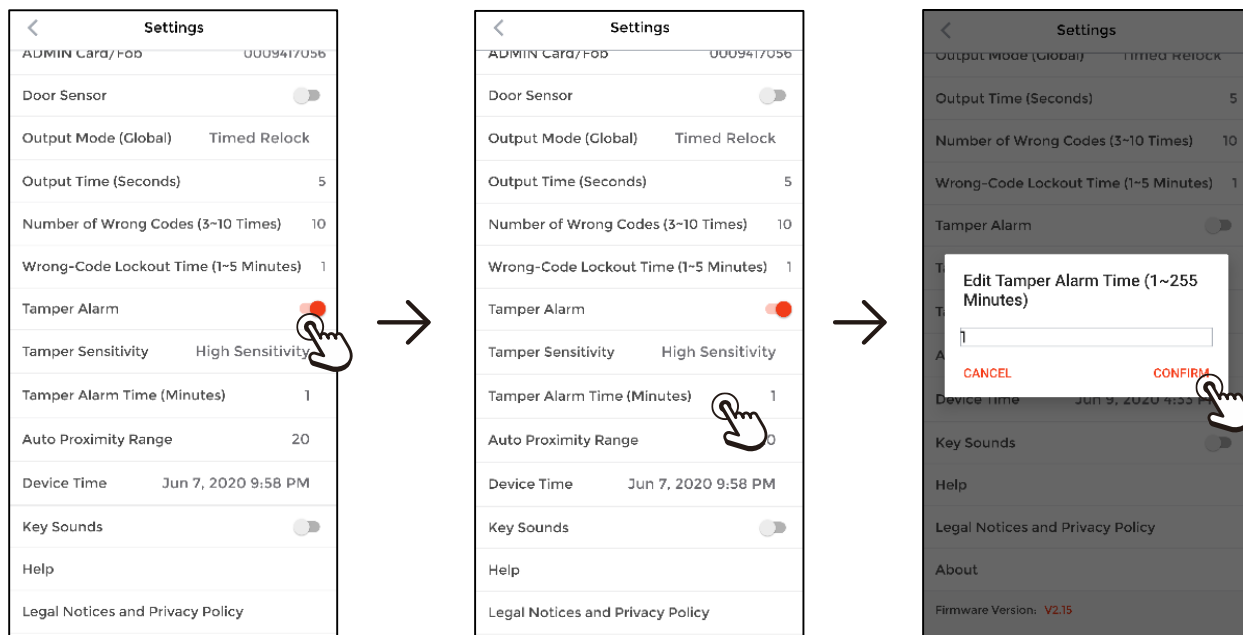 Settings
ADMIN Card/Fob 0009417056
Door Sensor
Output Mode (Global) Timed Relock
Output Time (Seconds) 5
Number of Wrong Codes (3~10 Times) 10
Wrong-Code Lockout Time (1~5 Minutes) 1
Tamper Alarm
Tamper Sensitivity High Sensitivity
Tamper Alarm Time (Minutes) 1
Auto Proximity Range 20
Device Time Jun 7, 2020 9:58 PM
Key Sounds
Help
Legal Notices and Privacy Policy
Settings
ADMIN Card/Fob 0009417056
Door Sensor
Output Mode (Global) Timed Relock
Output Time (Seconds) 5
Number of Wrong Codes (3~10 Times) 10
Wrong-Code Lockout Time (1~5 Minutes) 1
Tamper Alarm
Tamper Sensitivity High Sensitivity
Tamper Alarm Time (Minutes) 1
Auto Proximity Range 0
Device Time Jun 7, 2020 9:58 PM
Key Sounds
Help
Legal Notices and Privacy Policy
Settings
Output Mode (Global) Timed Relock
Output Time (Seconds) 5
Number of Wrong Codes (3~10 Times) 10
Wrong-Code Lockout Time (1~5 Minutes) 1
Tamper Alarm
Edit Tamper Alarm Time (1~255
Minutes)
1
CANCEL CONFIRM
Device Time Jun 9, 2020 4:33 P
Key Sounds
Help
Legal Notices and Privacy Policy
About
Firmware Version: V2.15